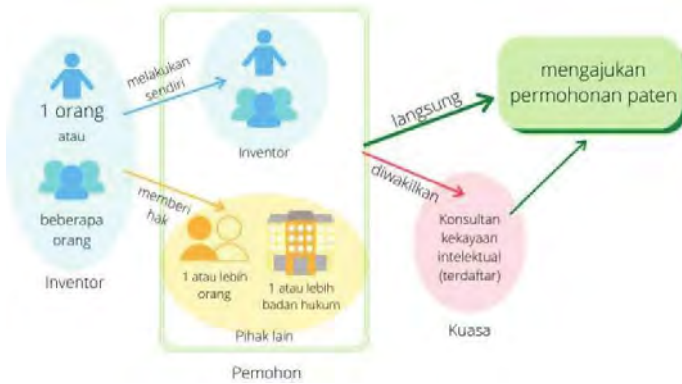 1 orang
atau
beberapa
orang
Inventor
melakukan
sendiri
memberi
hak
Inventor
1 atau lebih
orang
1 atau lebih
badan hukum
Pihak lain
Pemohon
langsung
diwakilkan
Konsultan
kekayaan
intelektual
(terdaftar)
Kuasa
mengajukan
permohonan paten